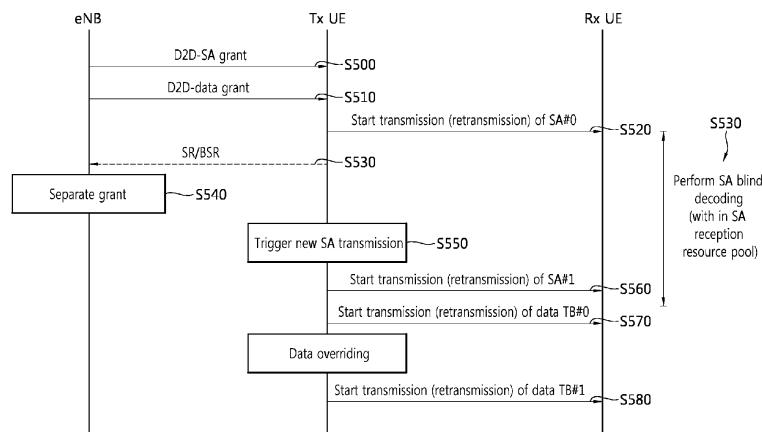 eNB
Tx UE
Rx UE
D2D-SA grant
S500
D2D-data grant
S510
Start transmission (retransmission) of SA#0
S520
S530
SR/BSR
S530
Perform SA blind
decoding
(with in SA
reception
resource pool)
Separate grant
S540
Trigger new SA transmission
S550
Start transmission (retransmission) of SA#1
S560
Start transmission (retransmission) of data TB#0
S570
Data overriding
Start transmission (retransmission) of data TB#1
S580